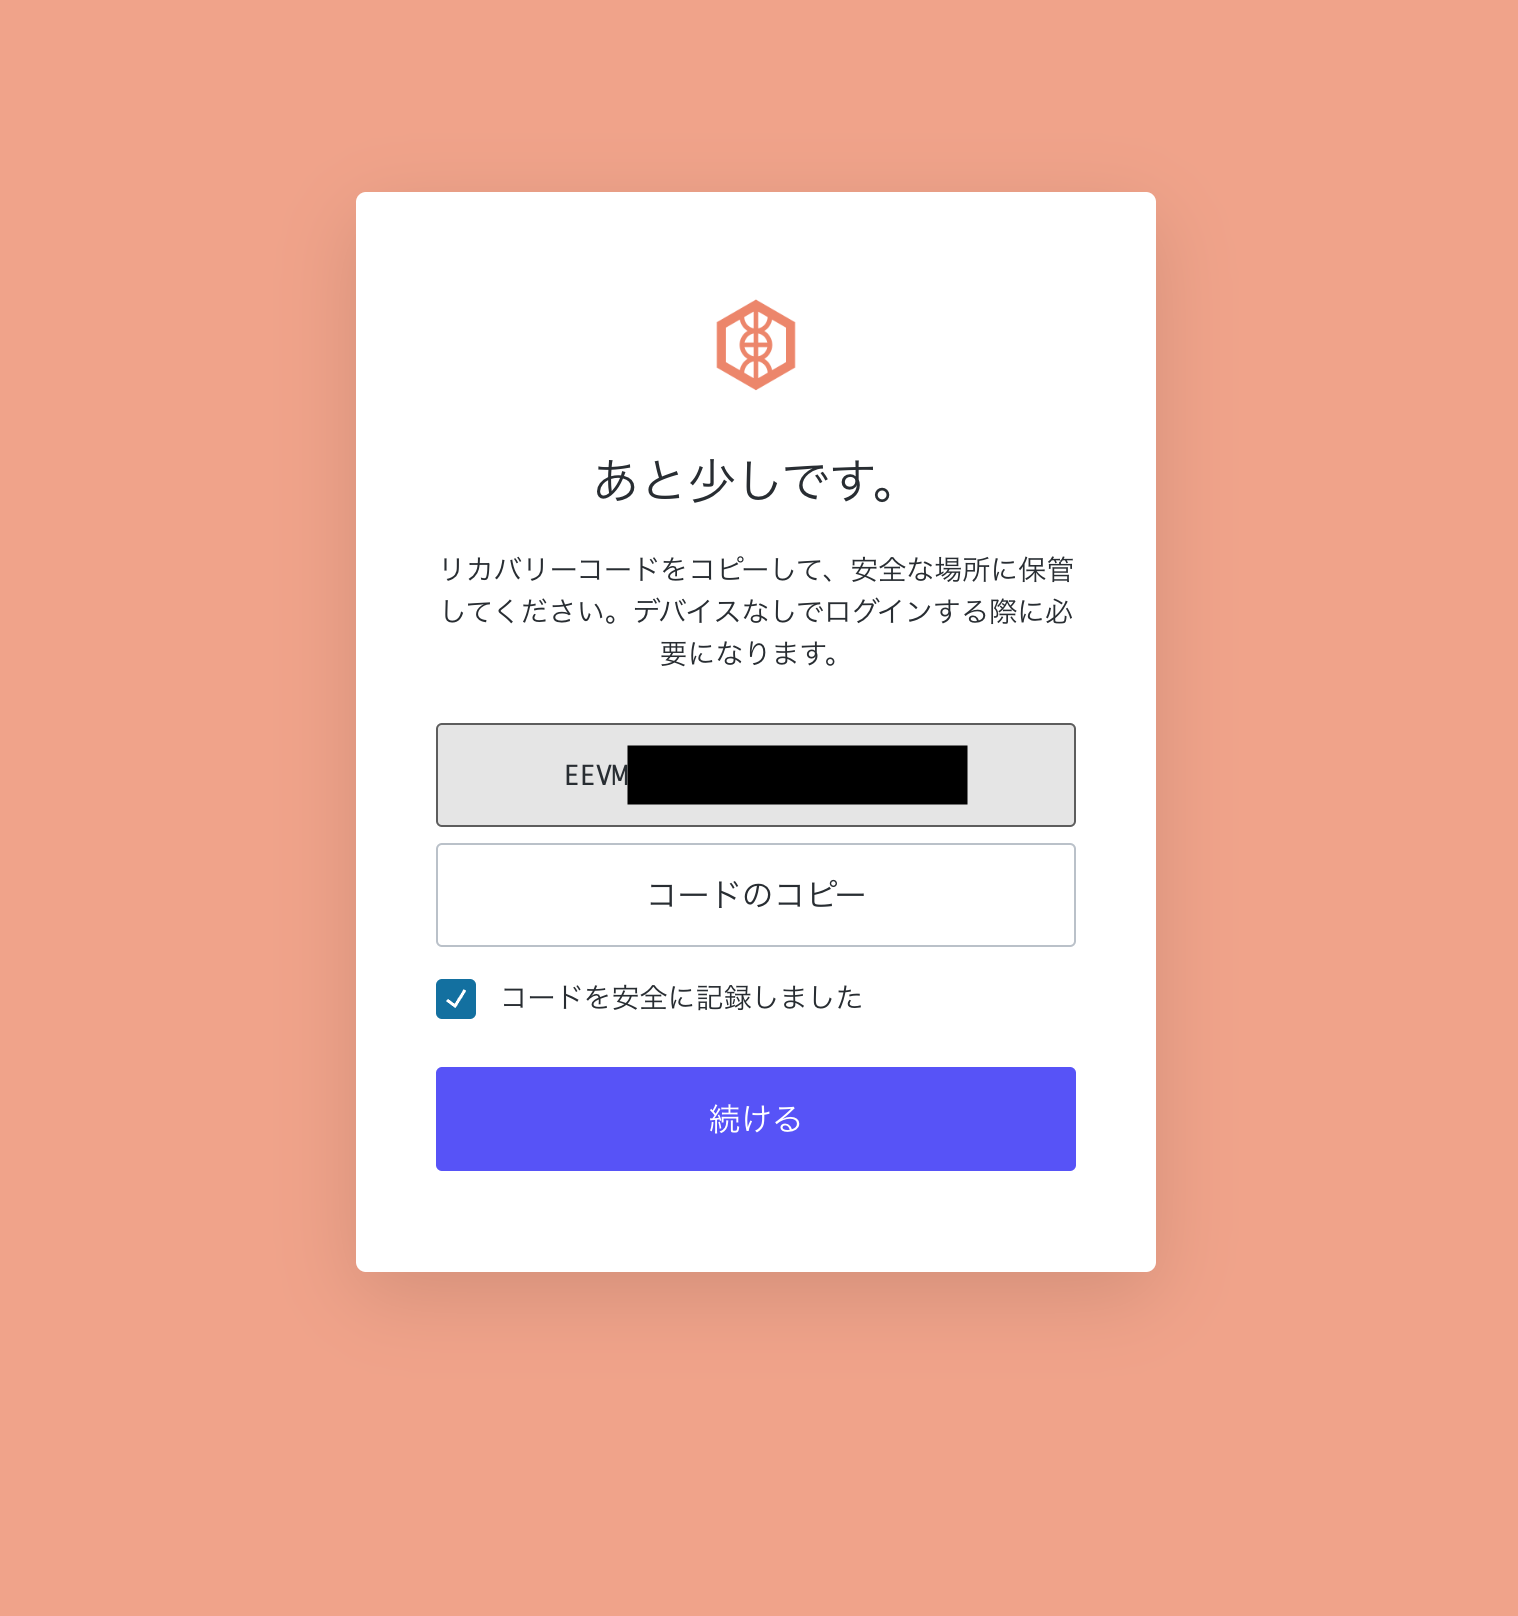 あと少しです。
リカバリーコードをコピーして、安全な場所に保管
してください。デバイスなしでログインする際に必
要になります。
EEVM
コードのコピー
コードを安全に記録しました
続ける